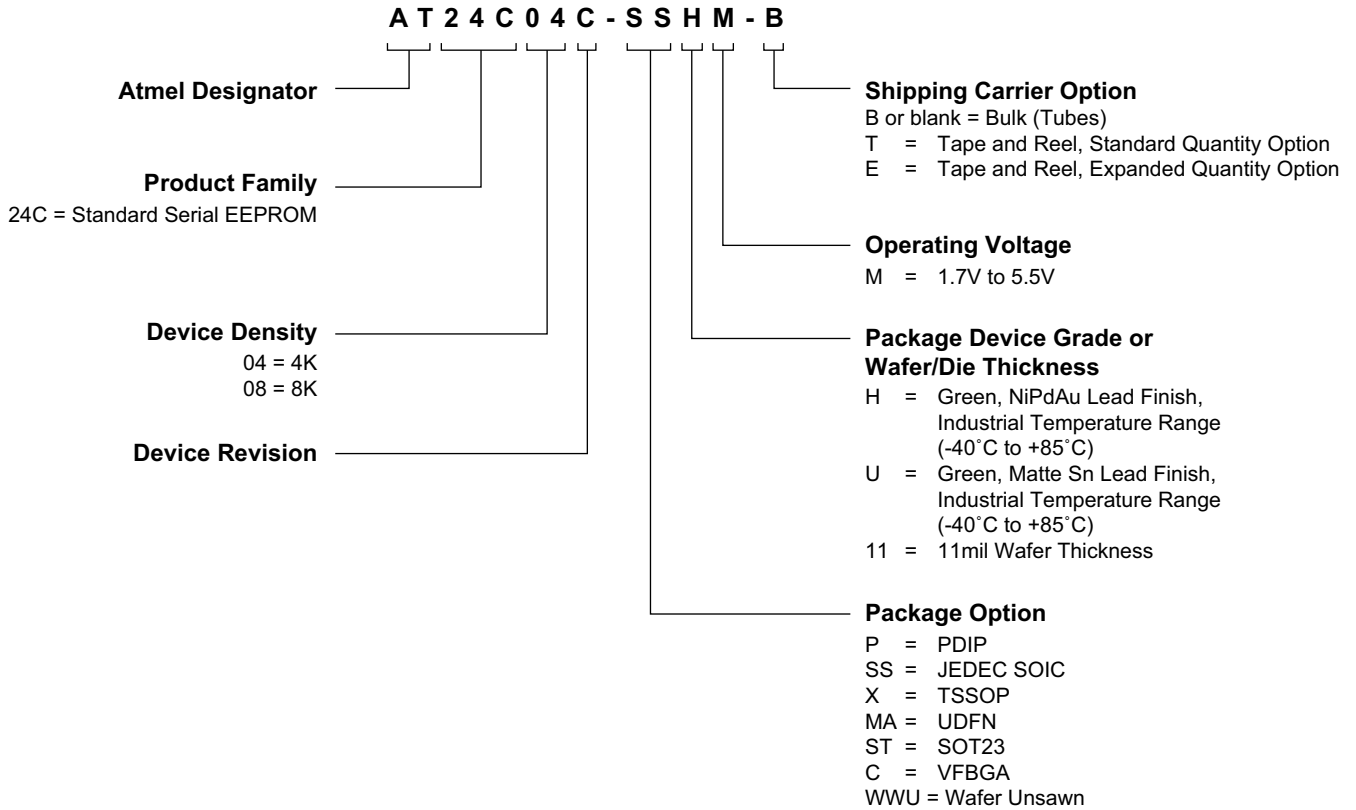 AT24C04C-SSHM-B
Atmel Designator
Product Family
24C = Standard Serial EEPROM
Device Density
04 = 4K
08 = 8K
Device Revision
Shipping Carrier Option
B or blank = Bulk (Tubes)
T = Tape and Reel, Standard Quantity Option
E = Tape and Reel, Expanded Quantity Option
Operating Voltage
M = 1.7V to 5.5V
Package Device Grade or
Wafer/Die Thickness
H = Green, NiPdAu Lead Finish,
Industrial Temperature Range
(-40˚C to +85˚C)
U = Green, Matte Sn Lead Finish,
Industrial Temperature Range
(-40˚C to +85˚C)
11 = 11mil Wafer Thickness
Package Option
P = PDIP
SS = JEDEC SOIC
X = TSSOP
MA = UDFN
ST = SOT23
C = VFBGA
WWU = Wafer Unsawn